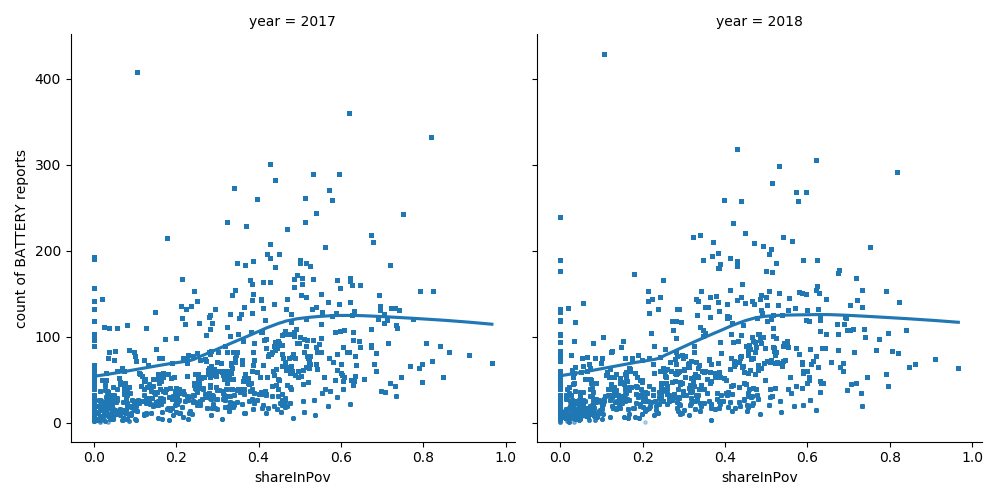 year = 2017
year = 2018
count of BATTERY reports
400
300
200
100
0
0.0 0.2 0.4 0.6 0.8 1.0
0.0 0.2 0.4 0.6 0.8 1.0
shareInPov
shareInPov